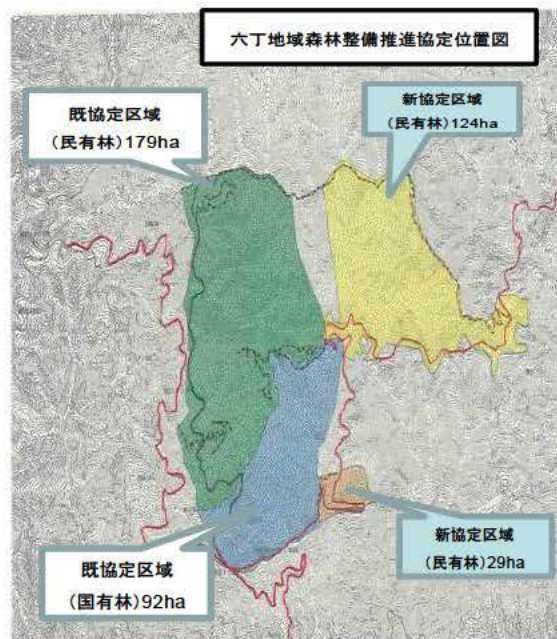 六丁地域森林整備推進協定位置図
既協定区域
(民有林)179ha
新協定区域
(民有林)124ha
既協定区域
(国有林)92ha
新協定区域
(民有林)29ha